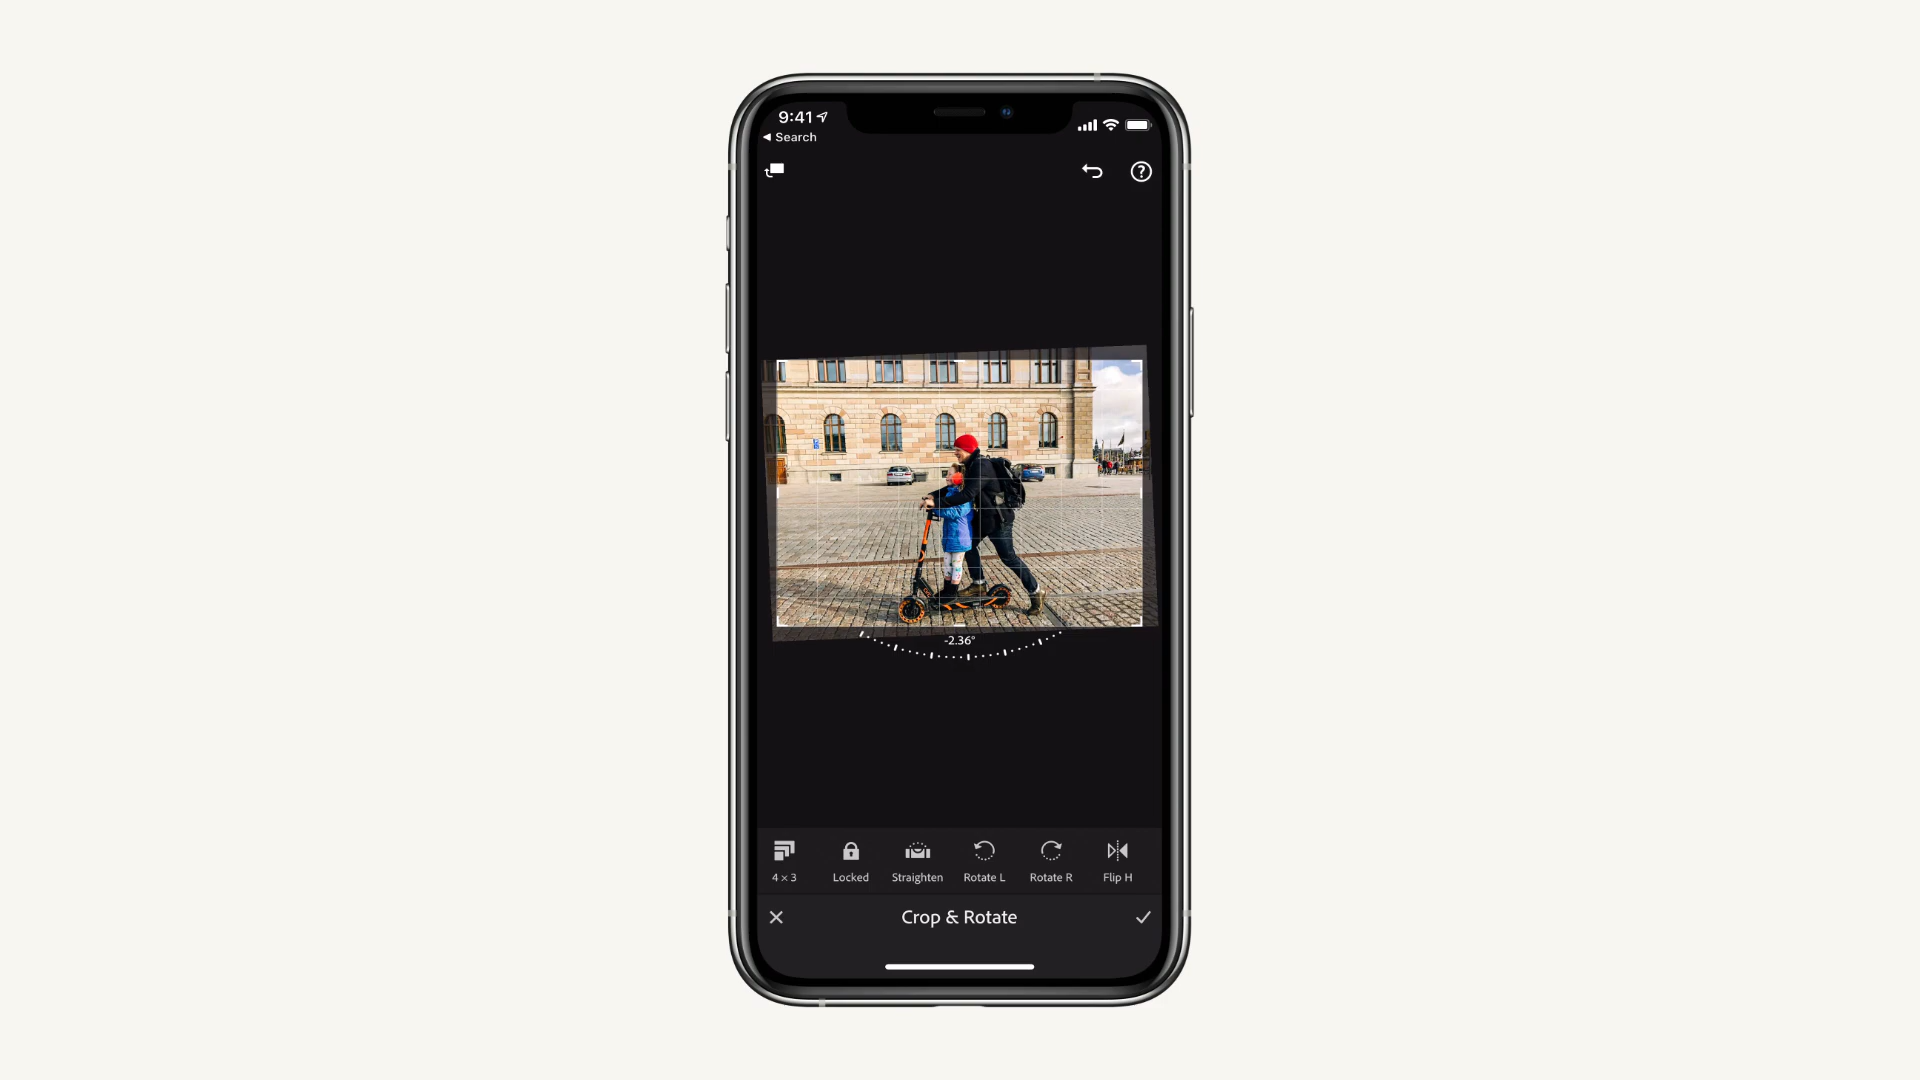 9:41
◀ Search
-2.36°
4 × 3
Locked
Straighten
Rotate L
Rotate R
Flip H
Crop & Rotate